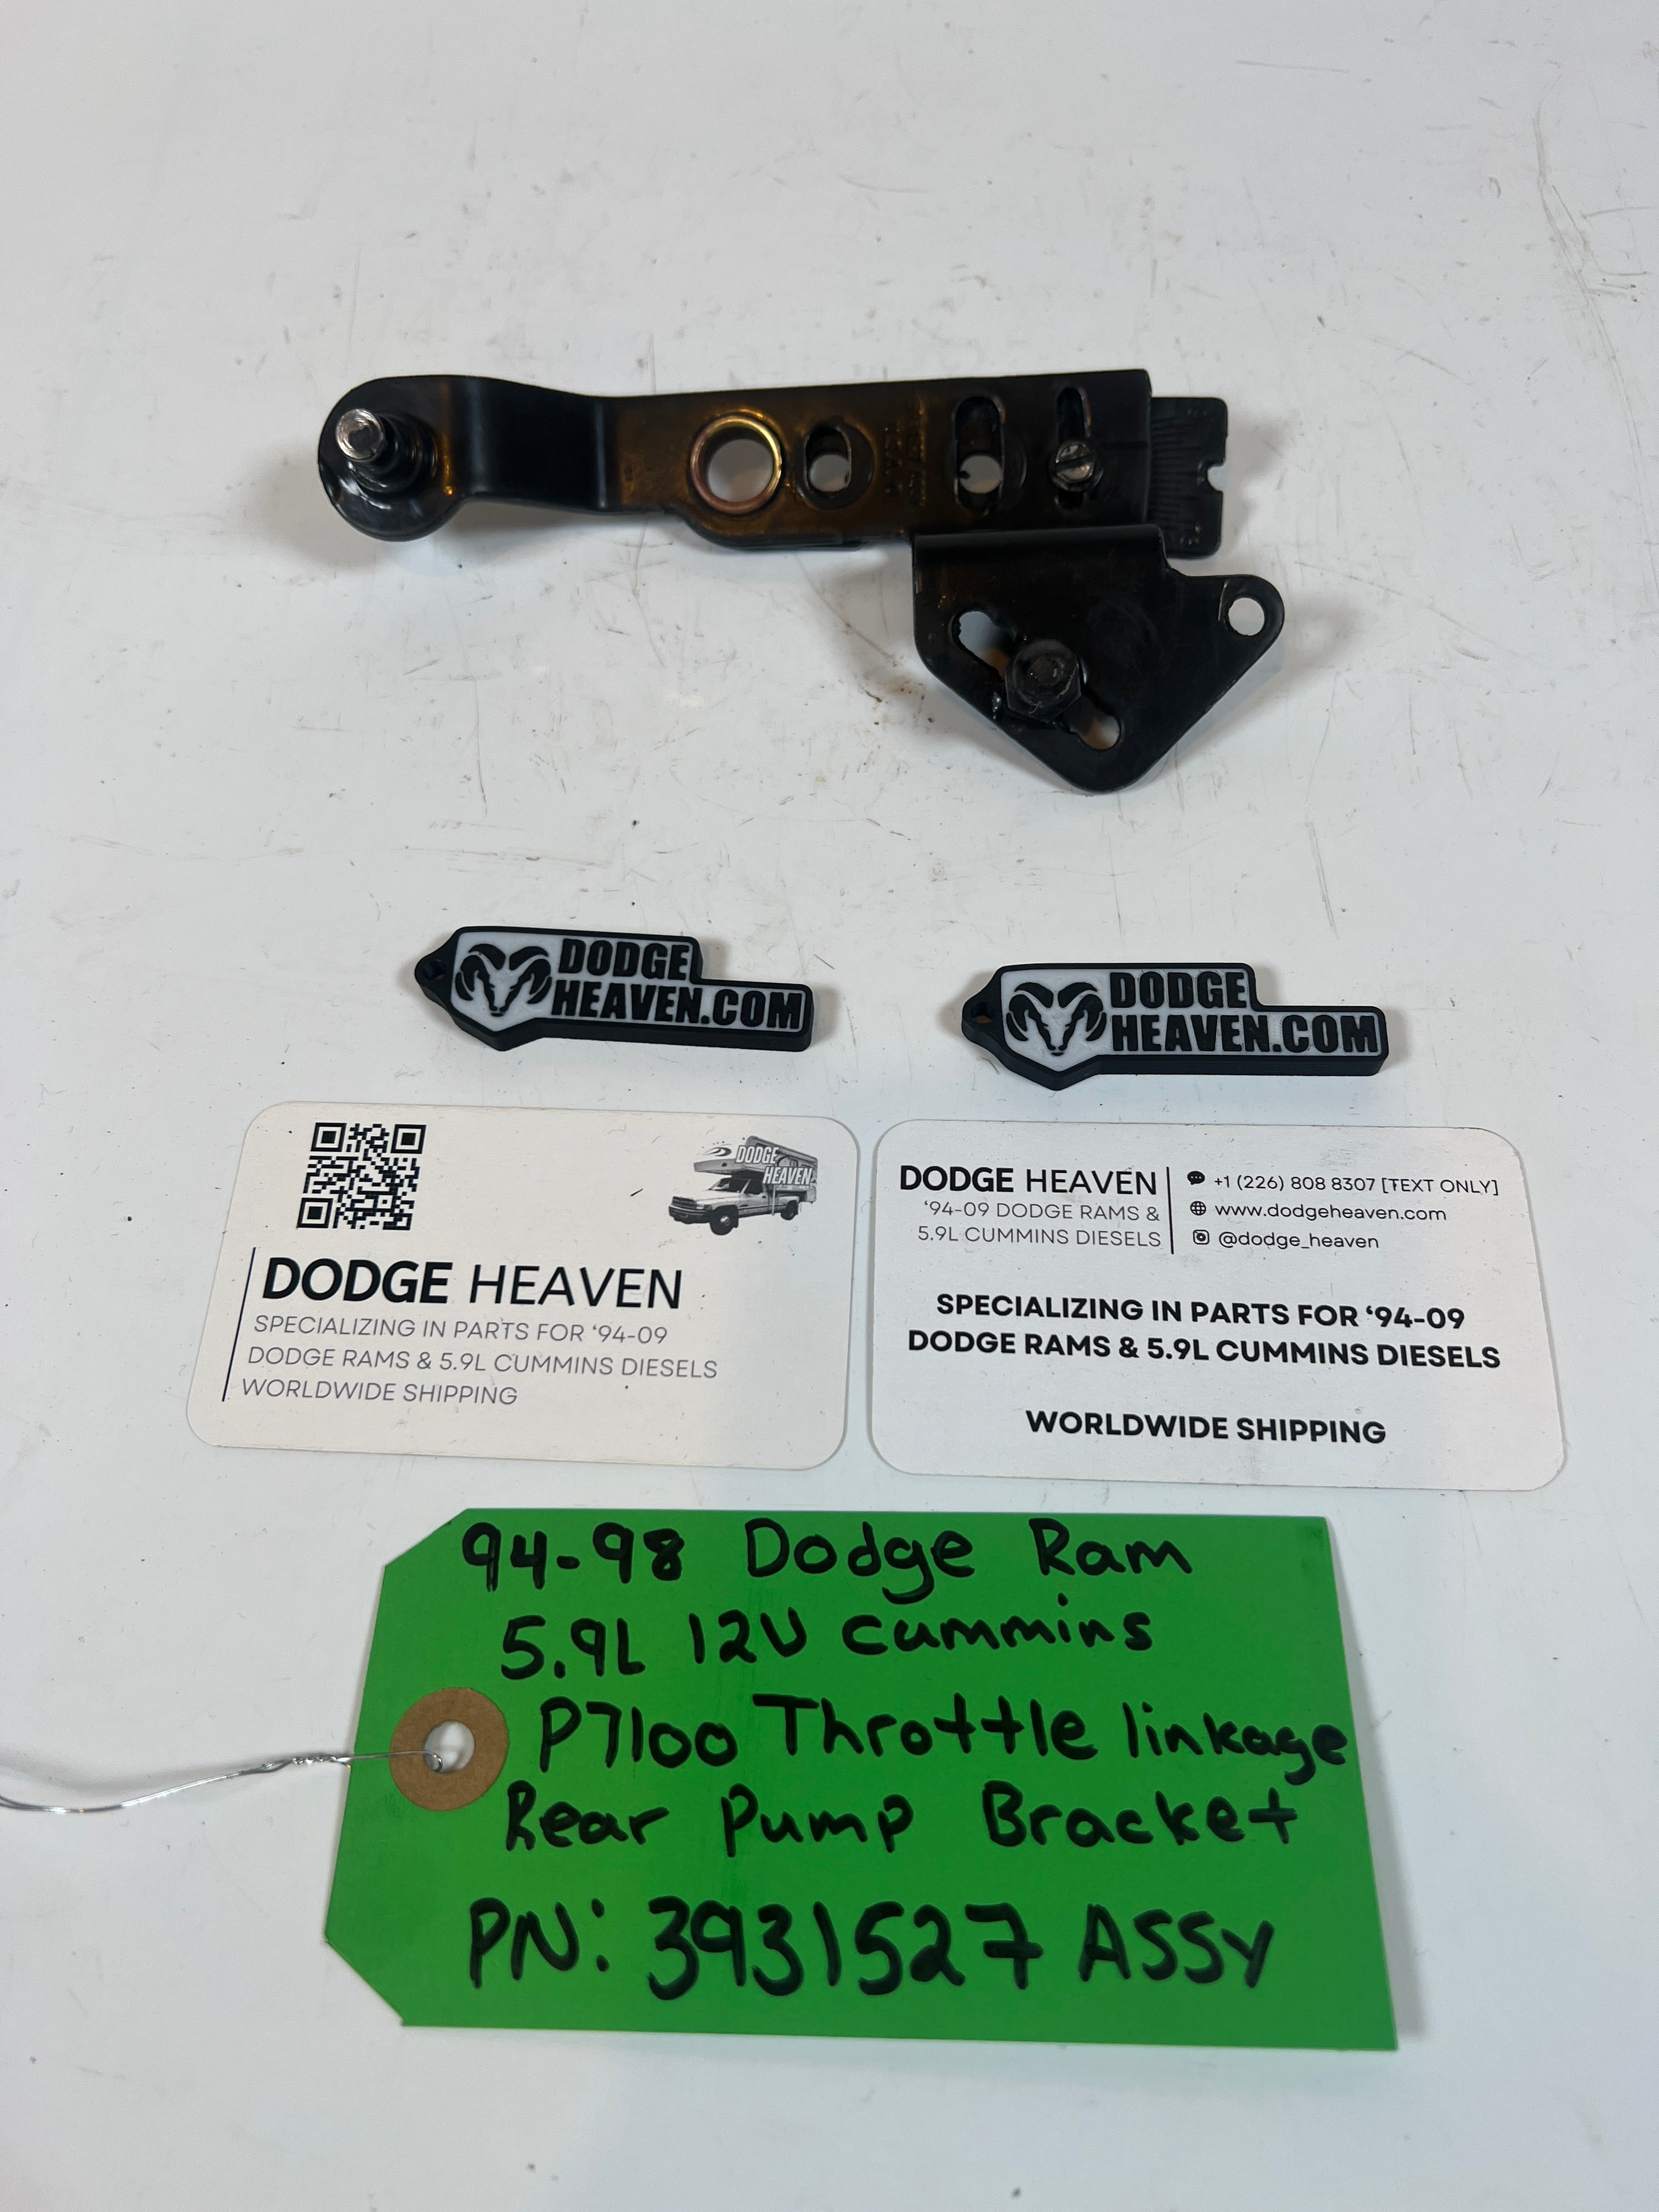 DODGE
HEAVEN.COM
DODGE
HEAVEN.COM
DODGE
HEAVEN
DODGE HEAVEN
SPECIALIZING IN PARTS FOR ‘94-09
DODGE RAMS & 5.9L CUMMINS DIESELS
WORLDWIDE SHIPPING
DODGE HEAVEN
‘94-09 DODGE RAMS &
5.9L CUMMINS DIESELS
+1 (226) 808 8307 [TEXT ONLY]
www.dodgeheaven.com
@dodge_heaven
SPECIALIZING IN PARTS FOR ‘94-09
DODGE RAMS & 5.9L CUMMINS DIESELS
WORLDWIDE SHIPPING
94-98 Dodge Ram
5.9L 12V Cummins
P7100 Throttle linkage
Rear Pump Bracket
PN: 3931527 ASSY